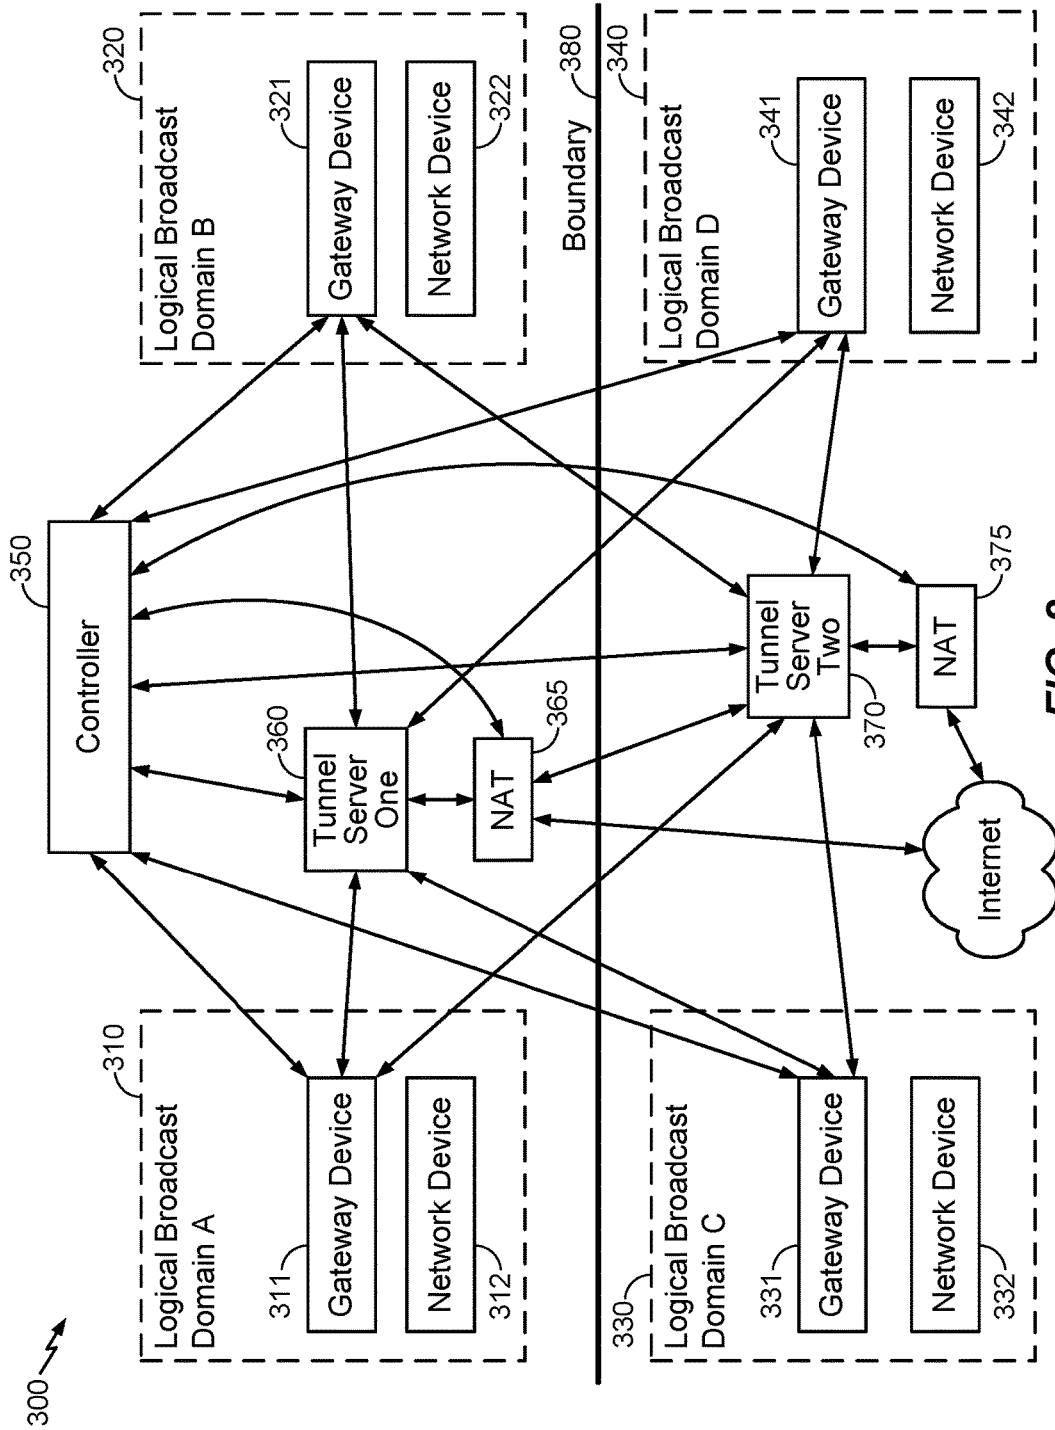 300
310
350
320
Logical Broadcast
Domain A
Controller
Logical Broadcast
Domain B
311
Gateway Device
360
Tunnel
Server
One
321
Gateway Device
Network Device
312
365
NAT
Network Device
322
Boundary
380
330
340
Logical Broadcast
Domain C
Logical Broadcast
Domain D
331
Gateway Device
Tunnel
Server
Two
370
341
Gateway Device
Network Device
332
Internet
NAT
375
Network Device
342
FIG.